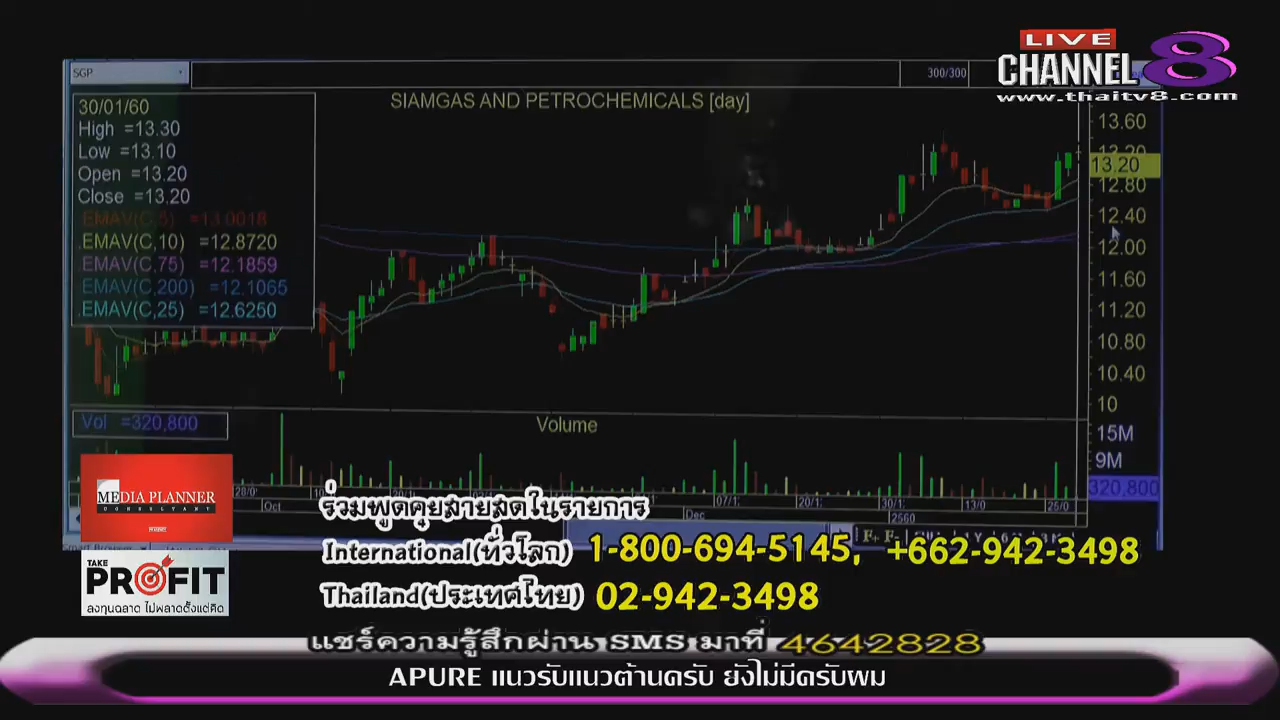 LIVE
CHANNEL 8
www.thaitv8.com
SGP
300/300
SIAMGAS AND PETROCHEMICALS [day]
30/01/60
High =13.30
Low =13.10
Open =13.20
Close =13.20
.EMAV(C,5) =13.0018
.EMAV(C,10) =12.8720
.EMAV(C,75) =12.1859
.EMAV(C,200) =12.1065
.EMAV(C,25) =12.6250
13.60
13.20
13.20
12.80
12.40
12.00
11.60
11.20
10.80
10.40
10
Vol =320,800
Volume
15M
9M
320,800
Oct
Dec
20/1
30/1
2560
13/0
25/0
MEDIA PLANNER
CONSULTANT
TAKE
PROFIT
ลงทุนฉลาด ไม่พลาดตั้งแต่คิด
ร่วมพูดคุยสายสดในรายการ
International(ทั่วโลก) 1-800-694-5145, +662-942-3498
Thailand(ประเทศไทย) 02-942-3498
แชร์ความรู้สึกผ่าน SMS มาที่ 4642828
APURE แนวรับแนวต้านครับ ยังไม่มีครับผม